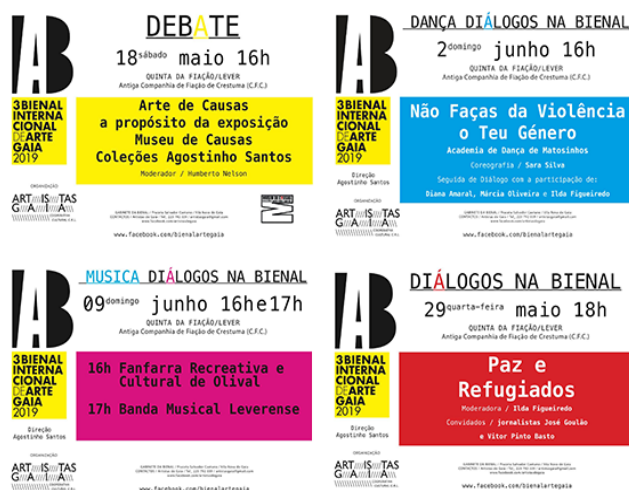 DEBATE
18 sábado maio 16h
QUINTA DA FIAÇÃO/LEVER
Antiga Companhia de Fiação de Crestuma (C.F.C.)
3BIENAL
INTERNA
CIONAL
DEARTE
GAIA
2019
Arte de Causas
a propósito da exposição
Museu de Causas
Coleções Agostinho Santos
Moderador / Humberto Nelson
ORGANIZAÇÃO
ARTISTAS
GAIA
www.facebook.com/bienalartegaia
DANÇA DIÁLOGOS NA BIENAL
2 domingo junho 16h
QUINTA DA FIAÇÃO/LEVER
Antiga Companhia de Fiação de Crestuma (C.F.C.)
3BIENAL
INTERNA
CIONAL
DEARTE
GAIA
2019
Não Faças da Violência
o Teu Género
Academia de Dança de Matosinhos
Coreografia / Sara Silva
Seguida de Diálogo com a participação de:
Diana Amaral, Márcia Oliveira e Ilda Figueiredo
Direção
Agostinho Santos
ORGANIZAÇÃO
ARTISTAS
GAIA
www.facebook.com/bienalartegaia
MUSICA DIÁLOGOS NA BIENAL
09 domingo junho 16he17h
QUINTA DA FIAÇÃO/LEVER
Antiga Companhia de Fiação de Crestuma (C.F.C.)
3BIENAL
INTERNA
CIONAL
DEARTE
GAIA
2019
16h Fanfarra Recreativa e
Cultural de Olival
17h Banda Musical Leverense
Direção
Agostinho Santos
ORGANIZAÇÃO
ARTISTAS
GAIA
www.facebook.com/bienalartegaia
DIÁLOGOS NA BIENAL
29 quarta-feira maio 18h
QUINTA DA FIAÇÃO/LEVER
Antiga Companhia de Fiação de Crestuma (C.F.C.)
3BIENAL
INTERNA
CIONAL
DEARTE
GAIA
2019
Paz e
Refugiados
Moderadora / Ilda Figueiredo
Convidados / jornalistas José Goulão
e Vitor Pinto Basto
Direção
Agostinho Santos
ORGANIZAÇÃO
ARTISTAS
GAIA
www.facebook.com/bienalartegaia